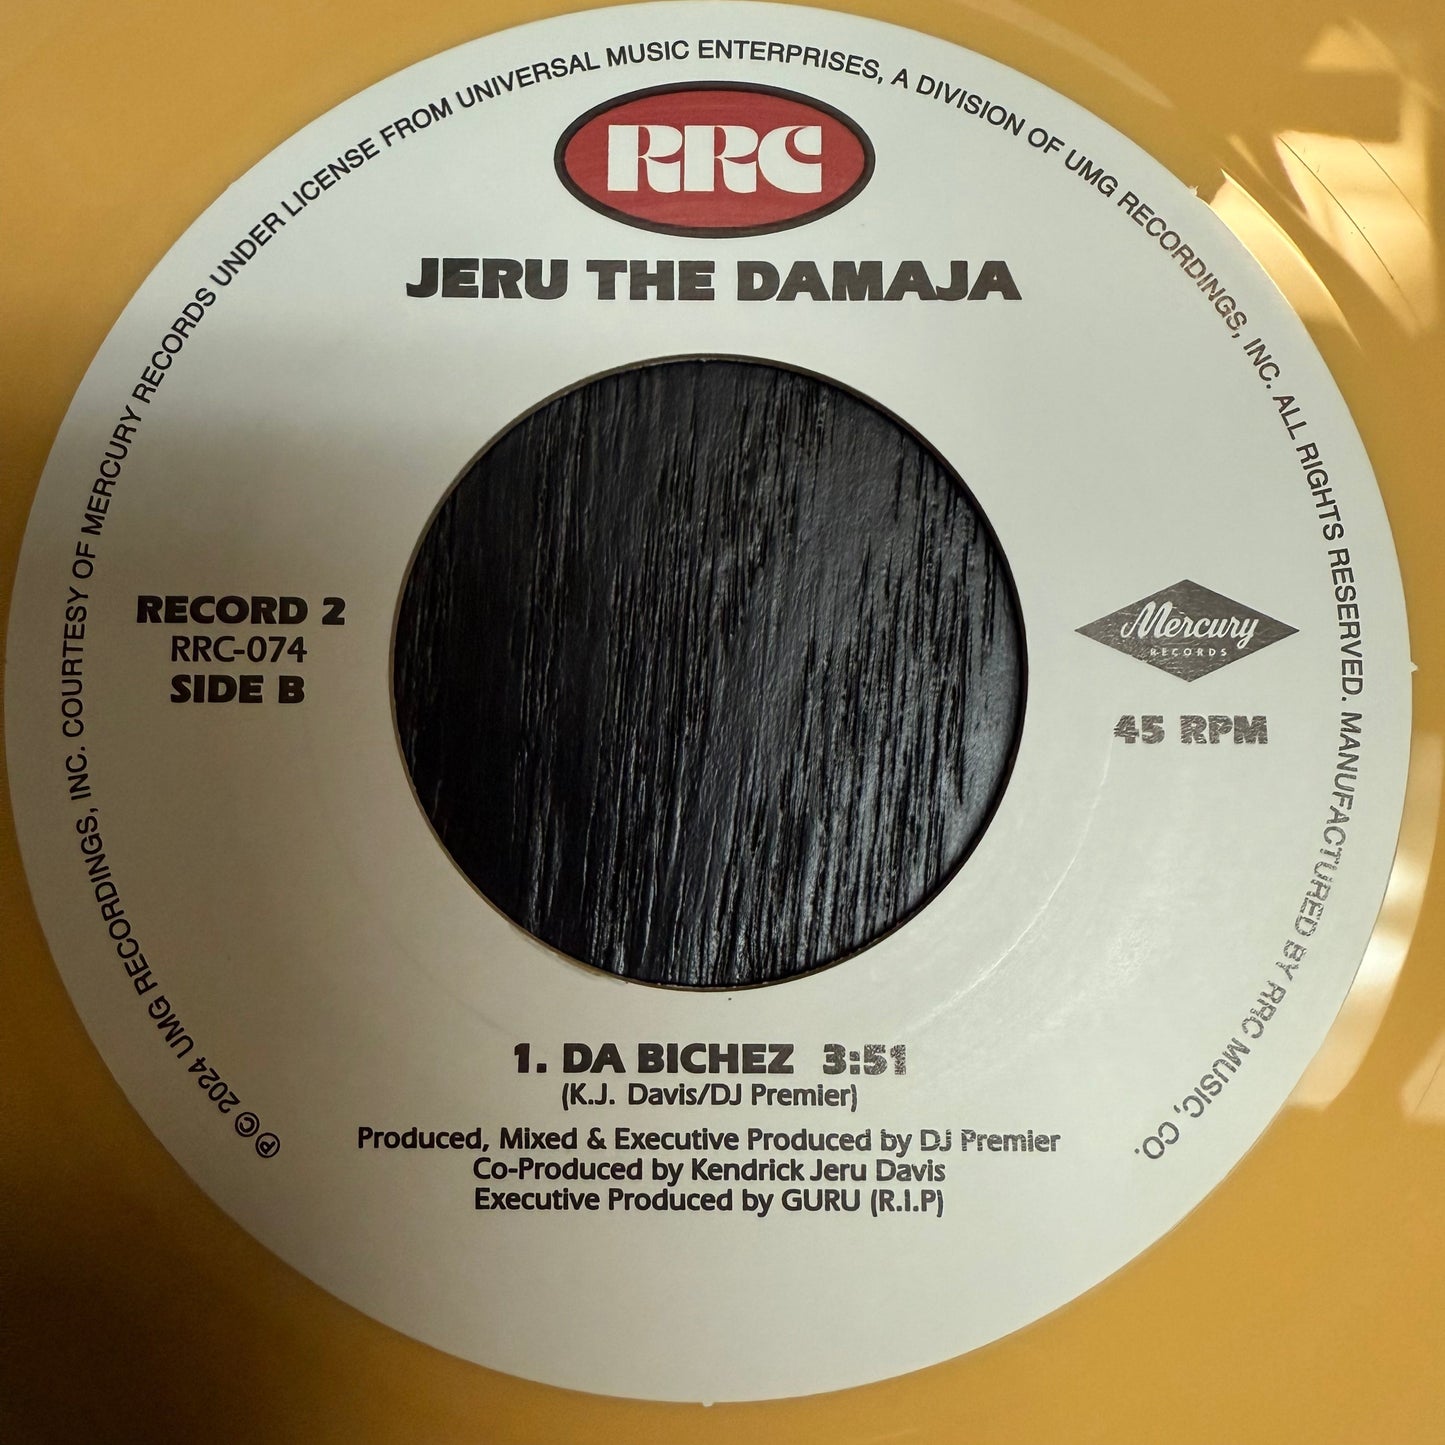 ℗© 2024 UMG RECORDINGS, INC. COURTESY OF MERCURY RECORDS UNDER LICENSE FROM UNIVERSAL MUSIC ENTERPRISES, A DIVISION OF UMG RECORDINGS, INC. ALL RIGHTS RESERVED. MANUFACTURED BY RRC MUSIC, CO.
RRC
JERU THE DAMAJA
RECORD 2
RRC-074
SIDE B
Mercury
RECORDS
45 RPM
1. DA BICHEZ 3:51
(K.J. Davis/DJ Premier)
Produced, Mixed & Executive Produced by DJ Premier
Co-Produced by Kendrick Jeru Davis
Executive Produced by GURU (R.I.P)